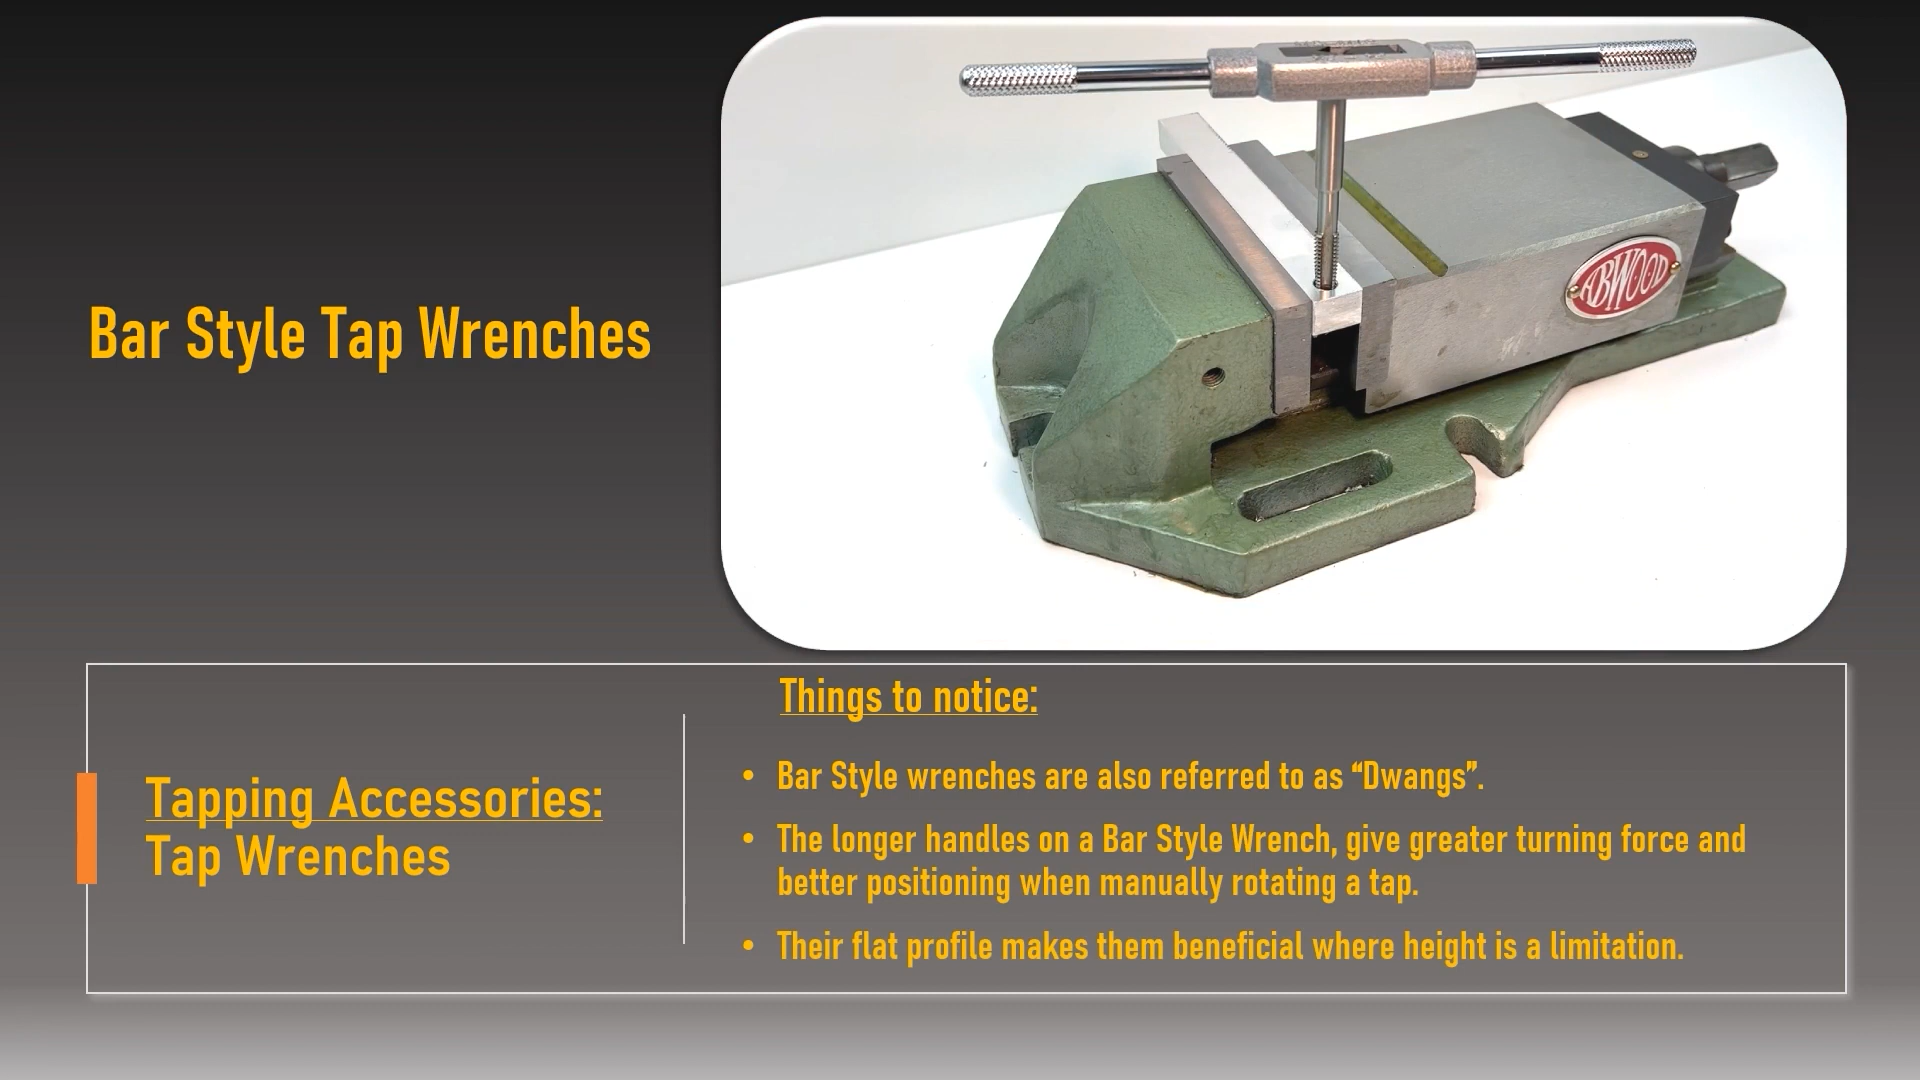 ABWOOD
Bar Style Tap Wrenches
Tapping Accessories:
Tap Wrenches
Things to notice:
• Bar Style wrenches are also referred to as “Dwangs”.
• The longer handles on a Bar Style Wrench, give greater turning force and
better positioning when manually rotating a tap.
• Their flat profile makes them beneficial where height is a limitation.